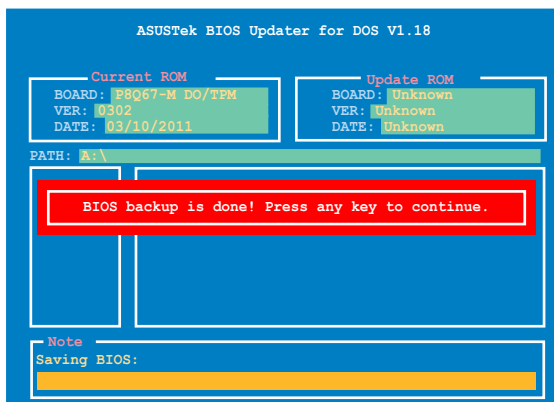 ASUSTek BIOS Updater for DOS V1.18
Current ROM
BOARD: P8Q67-M DO/TPM
VER: 0302
DATE: 03/10/2011
Update ROM
BOARD: Unknown
VER: Unknown
DATE: Unknown
PATH: A:\
BIOS backup is done! Press any key to continue.
Note
Saving BIOS: